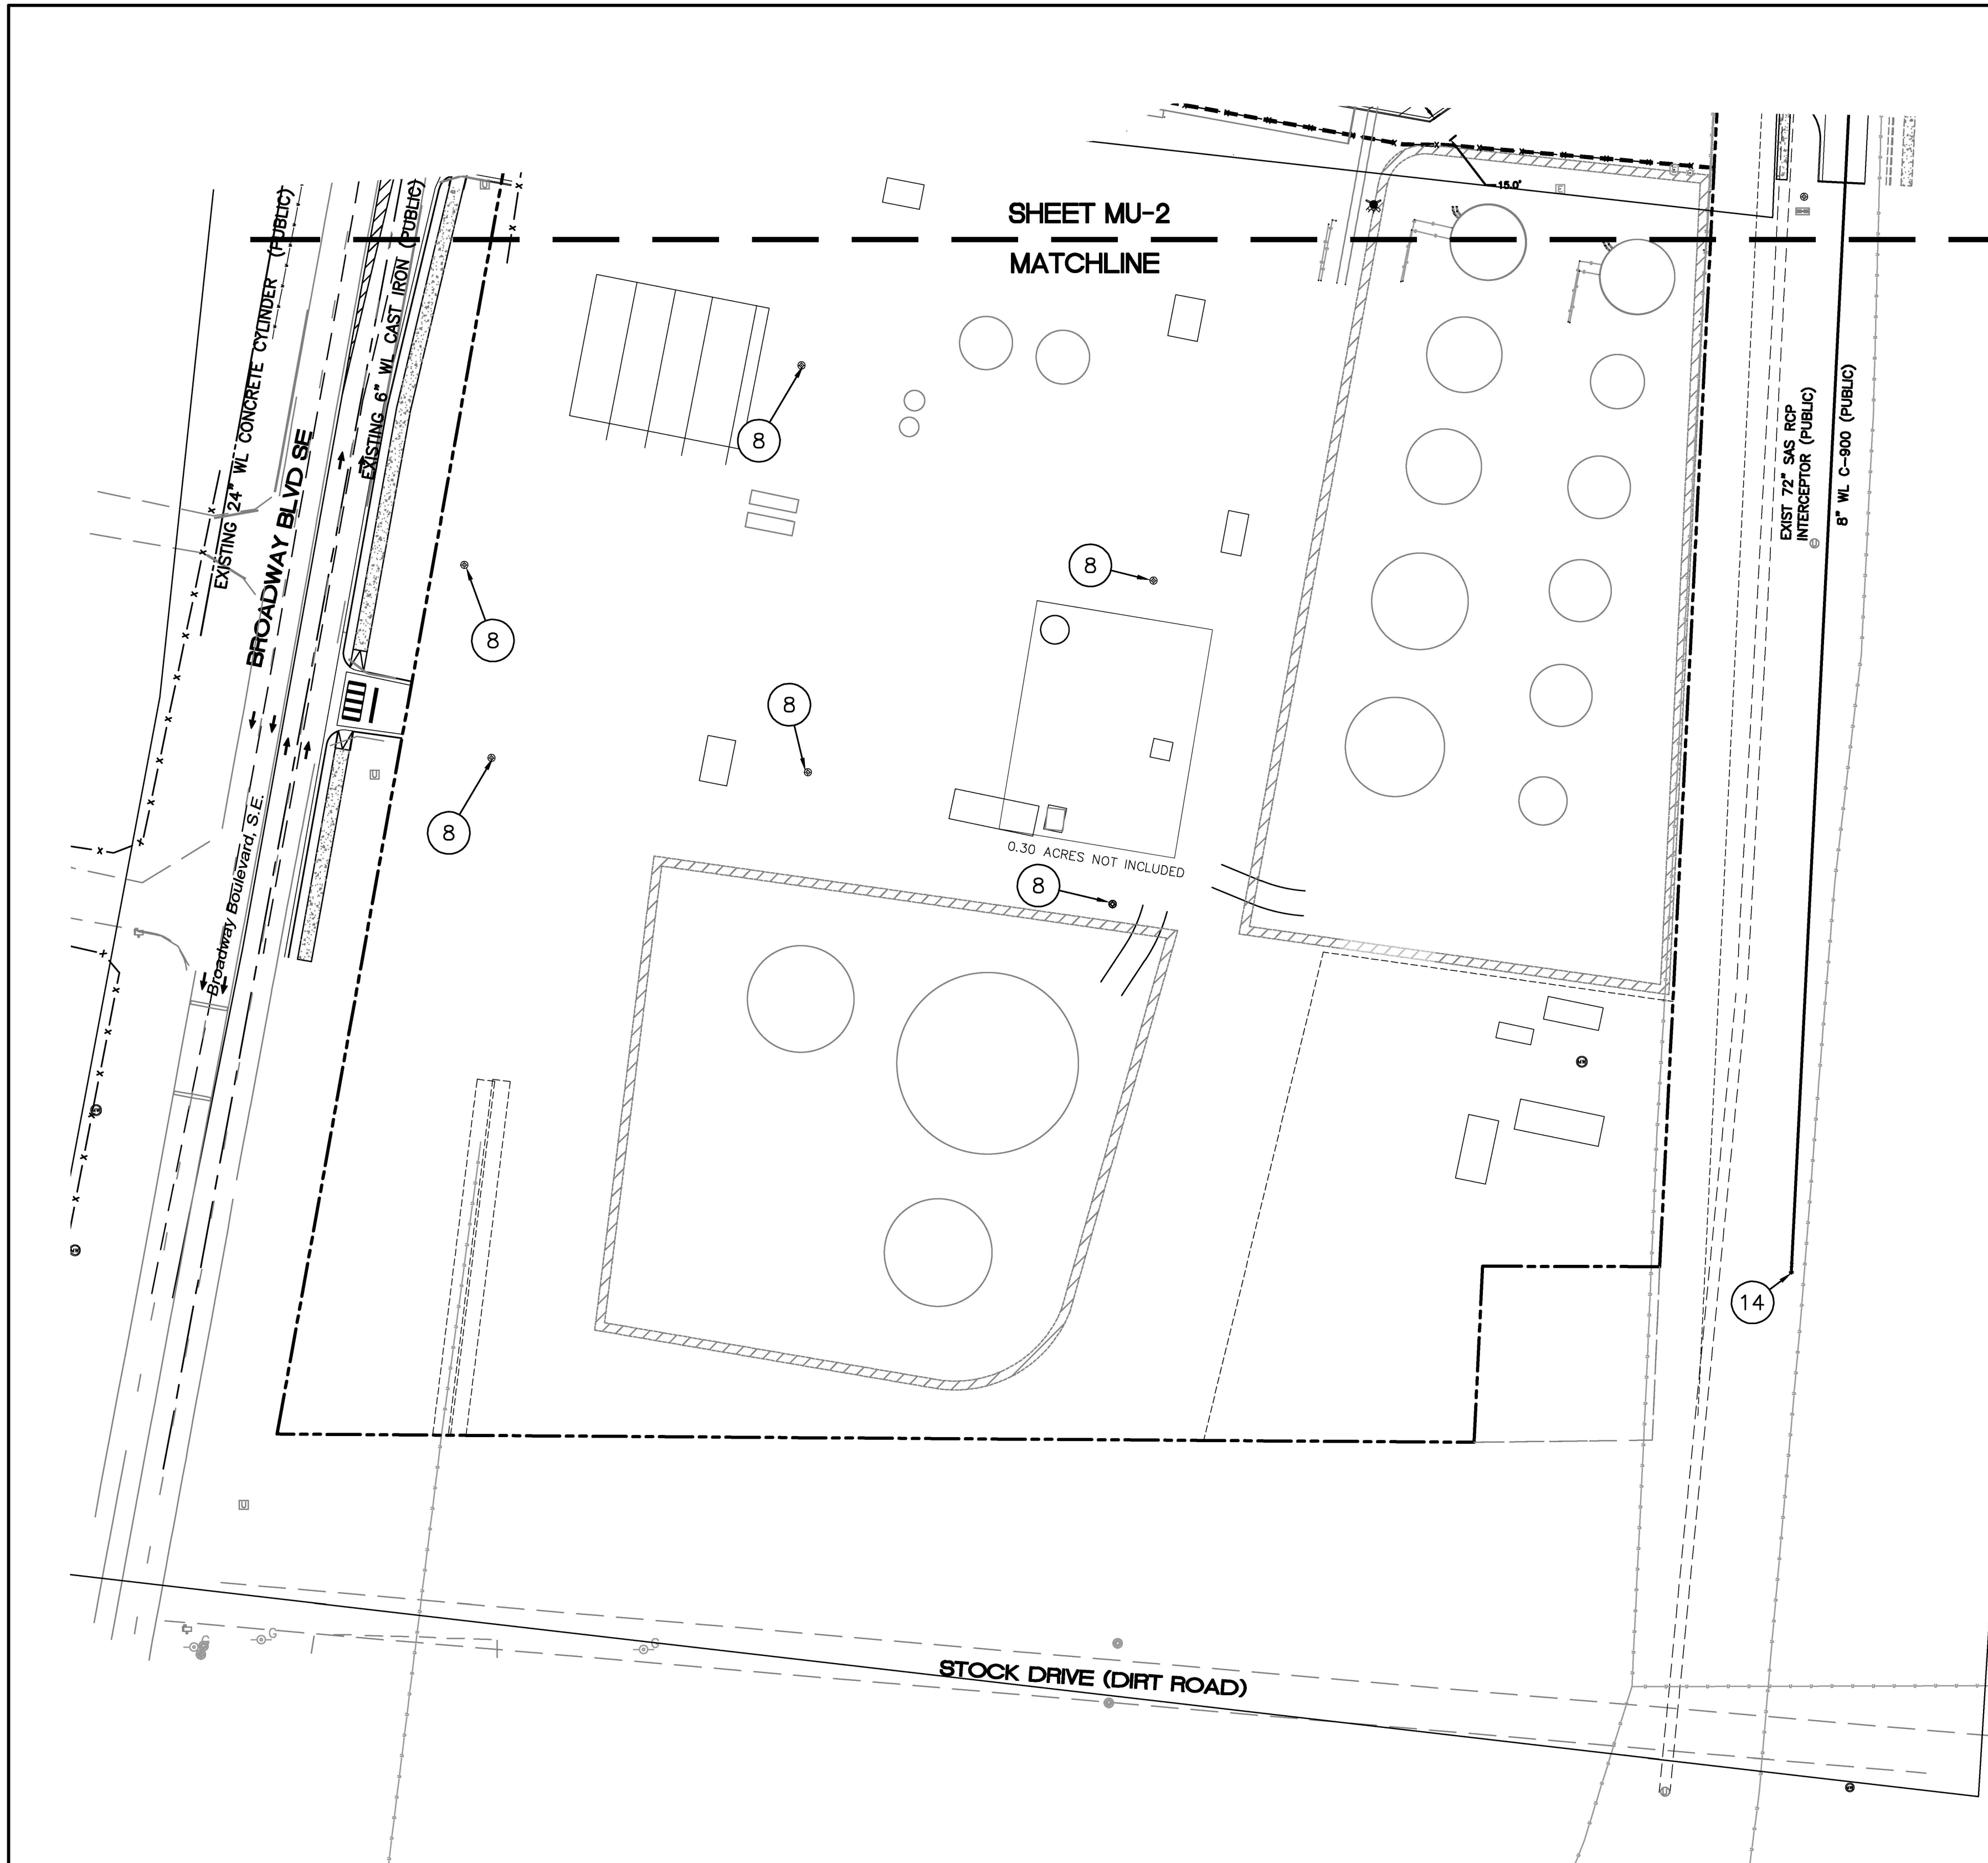 SHEET MU-2
MATCHLINE
15.0'
EXISTING 24" WL CONCRETE CYLINDER (PUBLIC)
EXISTING 6" WL CAST IRON (PUBLIC)
BROADWAY BLVD SE
Broadway Boulevard, S.E.
8
8
8
8
8
8
0.30 ACRES NOT INCLUDED
EXIST 72" SAS RCP
INTERCEPTOR (PUBLIC)
8" WL C-900 (PUBLIC)
14
STOCK DRIVE (DIRT ROAD)
U
U
U
E
E
G
G
G